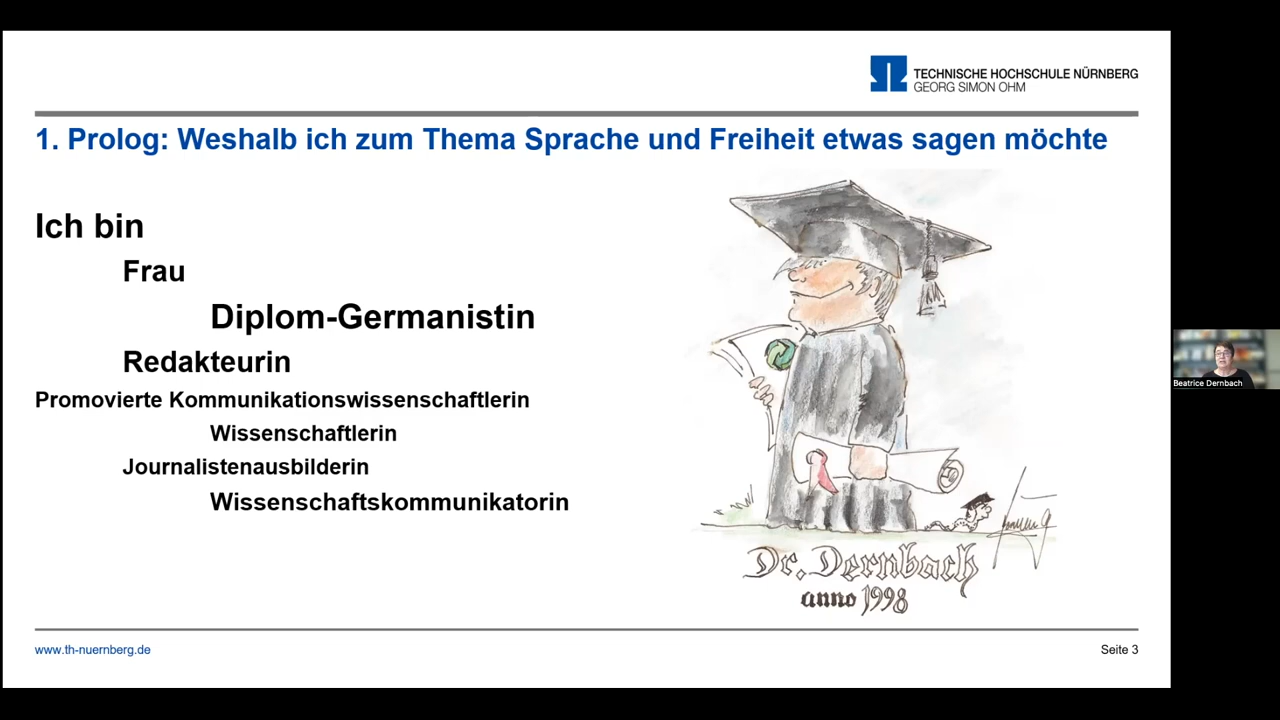 TECHNISCHE HOCHSCHULE NÜRNBERG
GEORG SIMON OHM
1. Prolog: Weshalb ich zum Thema Sprache und Freiheit etwas sagen möchte
Ich bin
Frau
Diplom-Germanistin
Redakteurin
Promovierte Kommunikationswissenschaftlerin
Wissenschaftlerin
Journalistenausbilderin
Wissenschaftskommunikatorin
Dr. Dernbach
anno 1998
www.th-nuernberg.de
Seite 3
Beatrice Dernbach